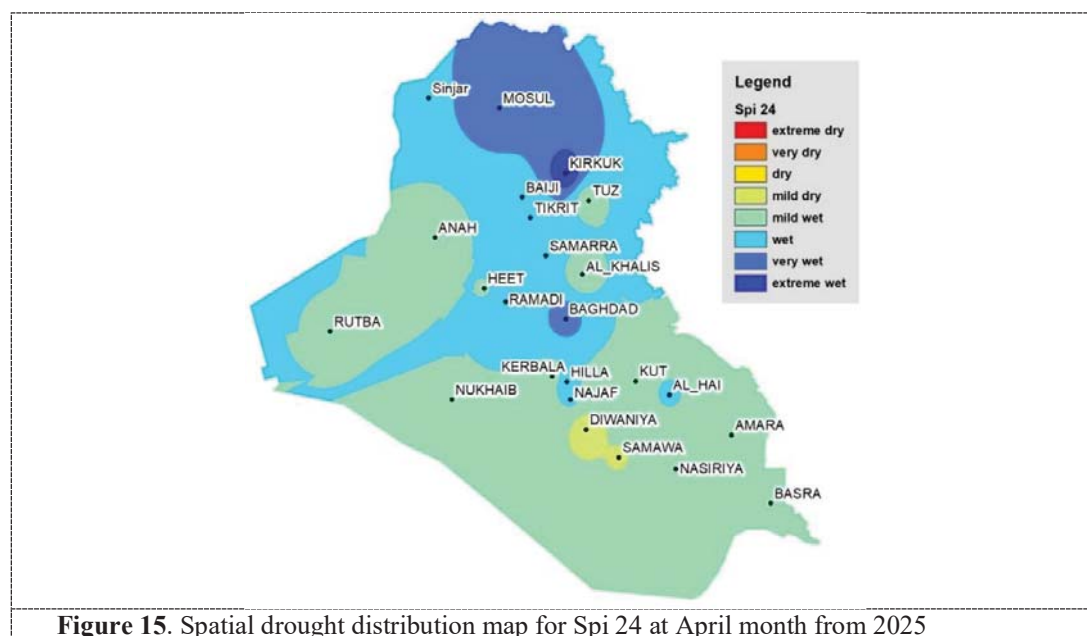 Legend
Spi 24
extreme dry
very dry
dry
mild dry
mild wet
wet
very wet
extreme wet
Sinjar
MOSUL
KIRKUK
BAIJI
TUZ
TIKRIT
ANAH
SAMARRA
AL_KHALIS
HEET
RAMADI
BAGHDAD
RUTBA
KERBALA
HILLA
KUT
NUKHAIB
NAJAF
AL_HAI
DIWANIYA
AMARA
SAMAWA
NASIRIYA
BASRA
Figure 15. Spatial drought distribution map for Spi 24 at April month from 2025